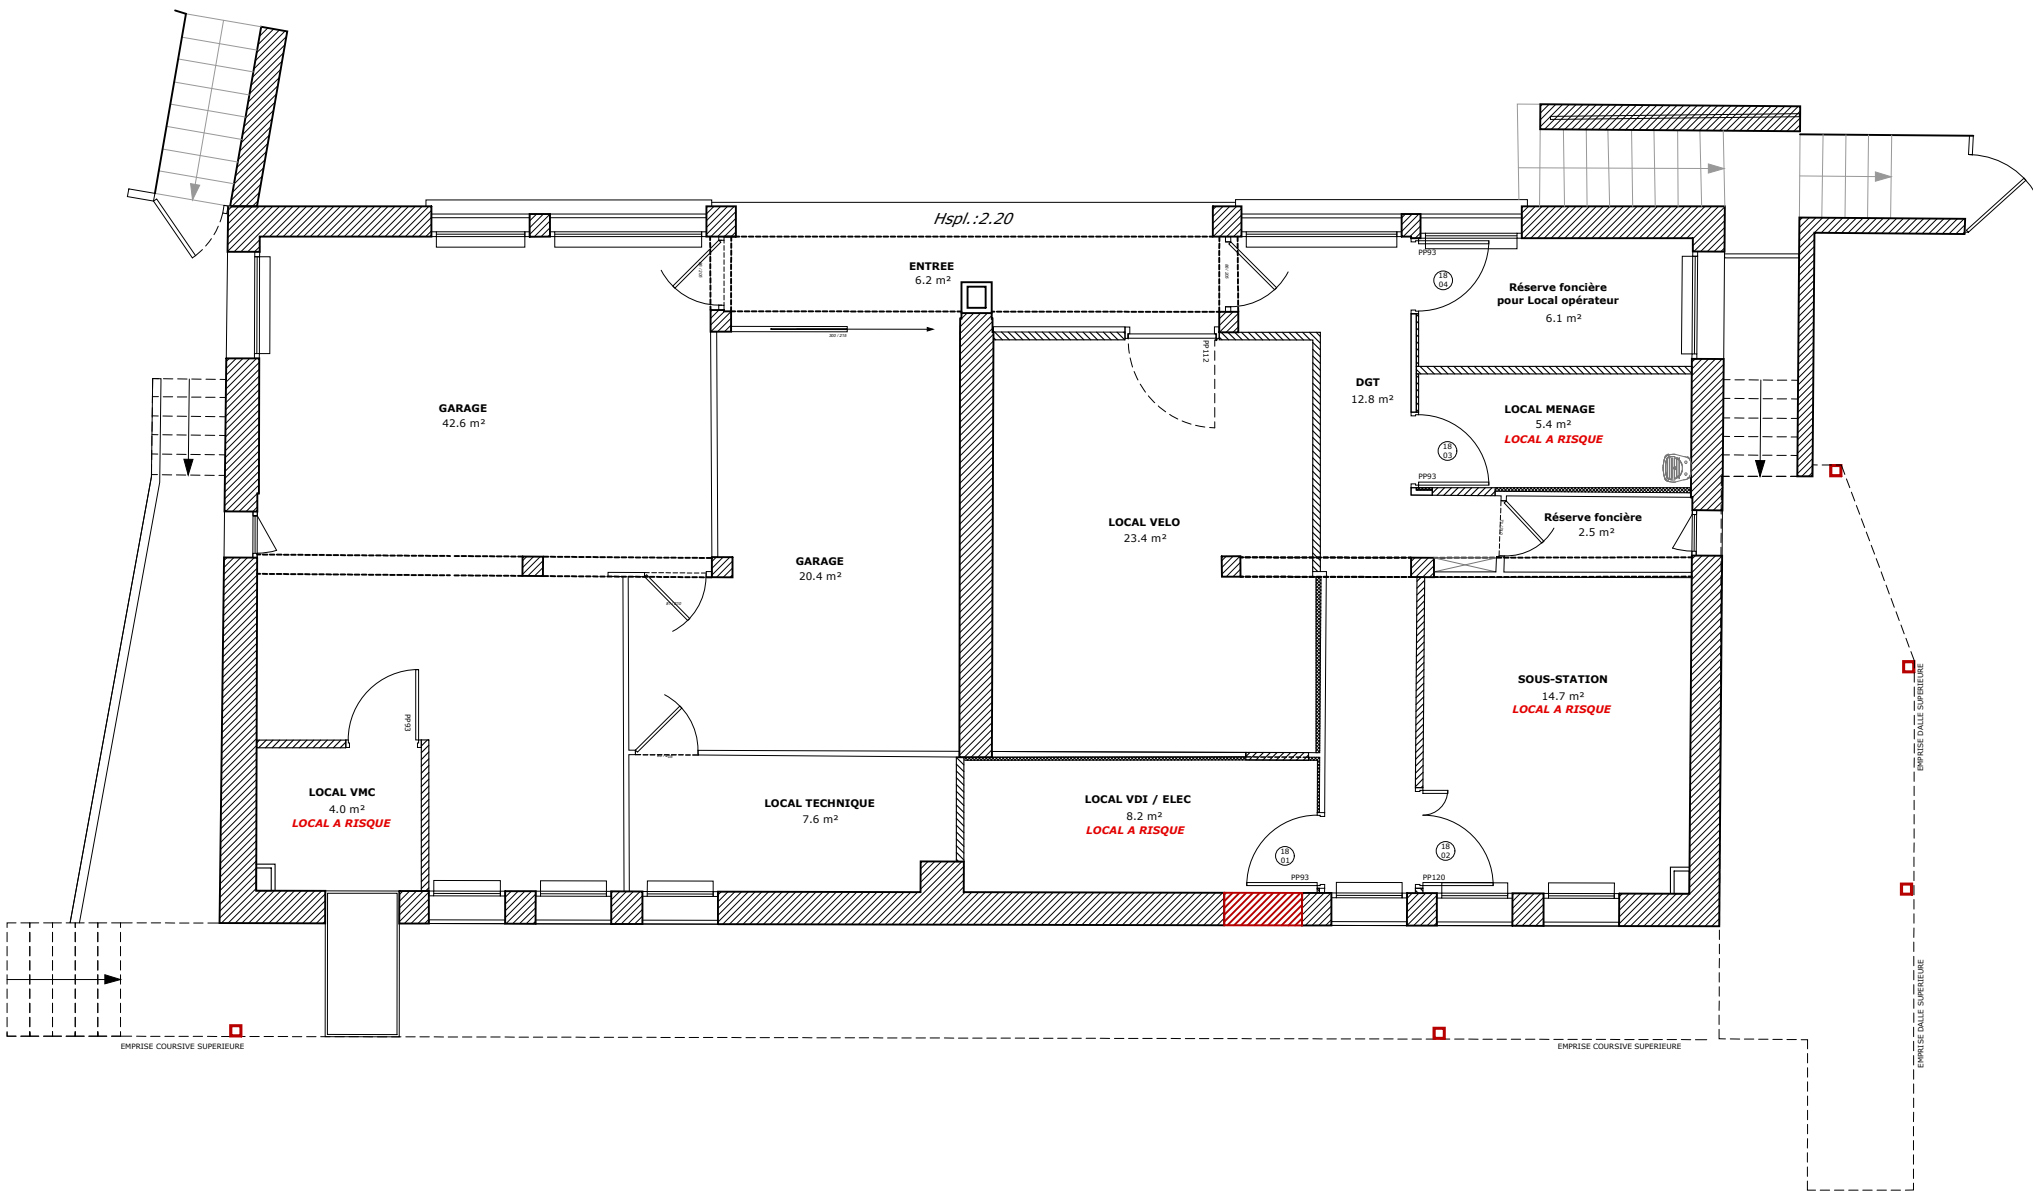 Hspl.:2.20
ENTREE
6.2 m²
PP93
18
04
Réserve foncière
pour Local opérateur
6.1 m²
PP112
GARAGE
42.6 m²
DGT
12.8 m²
LOCAL MENAGE
5.4 m²
LOCAL A RISQUE
18
03
PP93
LOCAL VELO
23.4 m²
Réserve foncière
2.5 m²
GARAGE
20.4 m²
SOUS-STATION
14.7 m²
LOCAL A RISQUE
PP93
LOCAL VMC
4.0 m²
LOCAL A RISQUE
LOCAL TECHNIQUE
7.6 m²
LOCAL VDI / ELEC
8.2 m²
LOCAL A RISQUE
18
01
PP93
18
02
PP120
EMPRISE DALLE SUPERIEURE
EMPRISE DALLE SUPERIEURE
EMPRISE COURSIVE SUPERIEURE
EMPRISE COURSIVE SUPERIEURE